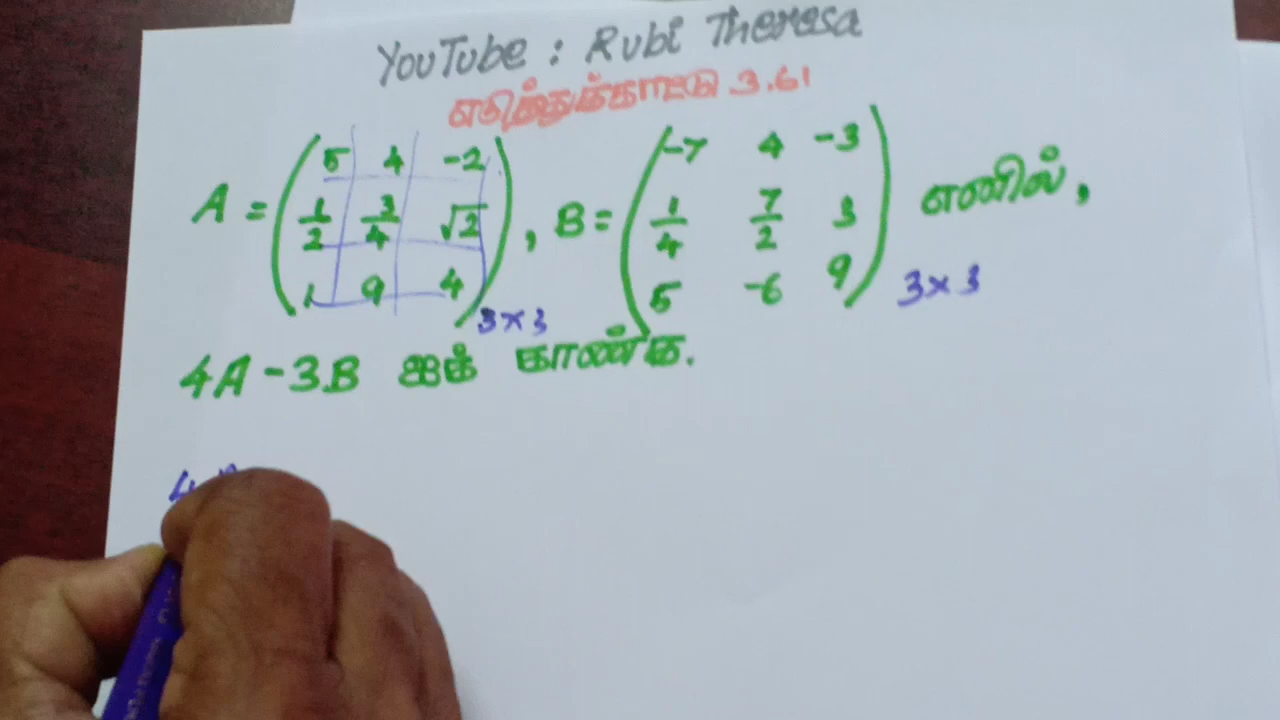 YouTube : Rubi Theresa
எடுத்துக்காட்டு 3.61
A = ( 5 4 -2 ) , B = ( -7 4 -3 ) எனில் ,
( 1/2 3/4 √2 ) ( 1/4 7/2 3 )
( 1 9 4 ) 3×3 ( 5 -6 9 ) 3×3
4A - 3B ஐக் காண்க.
4